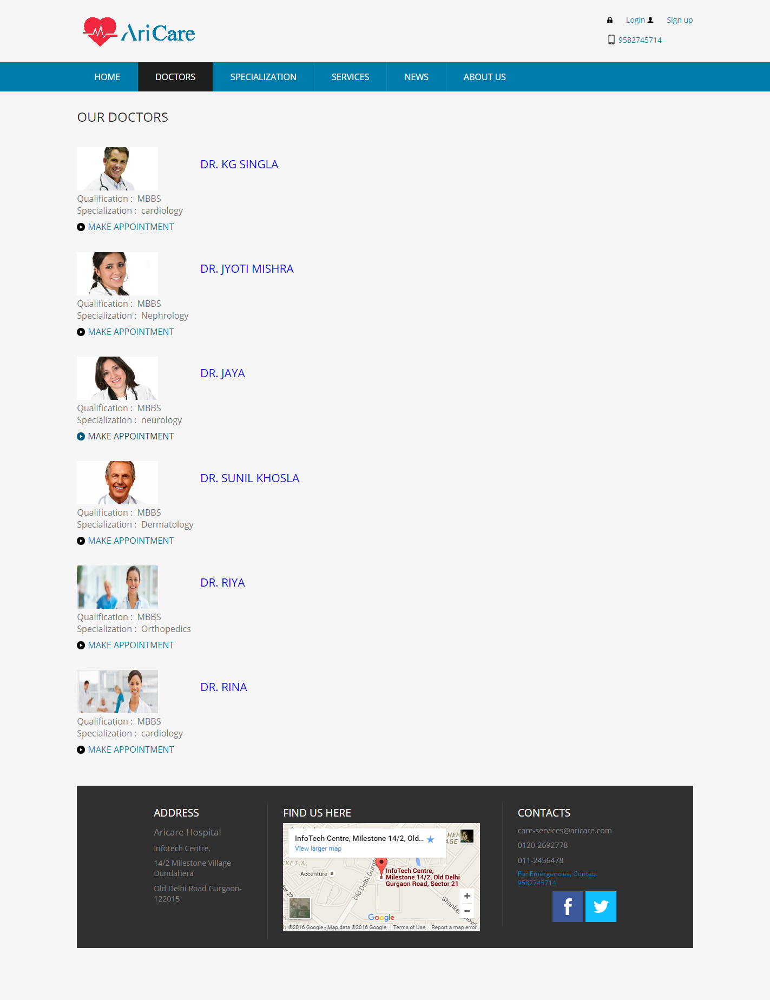 AriCare
Login Sign up
9582745714
HOME DOCTORS SPECIALIZATION SERVICES NEWS ABOUT US
OUR DOCTORS
DR. KG SINGLA
Qualification : MBBS
Specialization : cardiology
MAKE APPOINTMENT
DR. JYOTI MISHRA
Qualification : MBBS
Specialization : Nephrology
MAKE APPOINTMENT
DR. JAYA
Qualification : MBBS
Specialization : neurology
MAKE APPOINTMENT
DR. SUNIL KHOSLA
Qualification : MBBS
Specialization : Dermatology
MAKE APPOINTMENT
DR. RIYA
Qualification : MBBS
Specialization : Orthopedics
MAKE APPOINTMENT
DR. RINA
Qualification : MBBS
Specialization : cardiology
MAKE APPOINTMENT
ADDRESS
Aricare Hospital
Infotech Centre,
14/2 Milestone,Village
Dundahera
Old Delhi Road Gurgaon-
122015
FIND US HERE
InfoTech Centre, Milestone 14/2, Old...
View larger map
Accenture
InfoTech Centre,
Milestone 14/2, Old Delhi
Gurgaon Road, Sector 21
Old Delhi Gurga
Google
©2016 Google - Map data ©2016 Google Terms of Use Report a map error
CONTACTS
care-services@aricare.com
0120-2692778
011-2456478
For Emergencies, Contact
9582745714